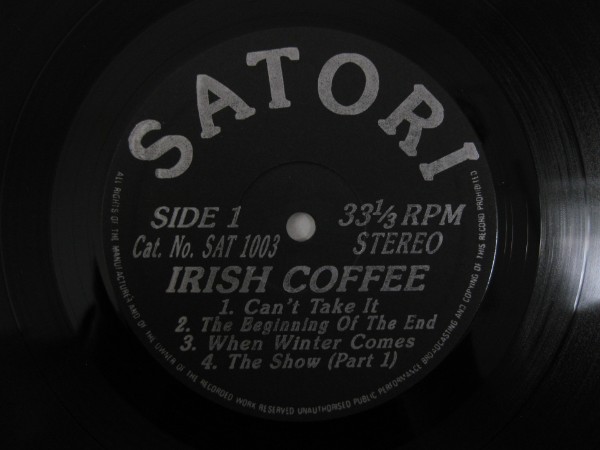 SATORI
SIDE 1
33 1/3 RPM
Cat. No. SAT 1003
STEREO
IRISH COFFEE
1. Can't Take It
2. The Beginning Of The End
3. When Winter Comes
4. The Show (Part 1)
ALL RIGHTS OF THE MANUFACTURER AND OF THE OWNER OF THE RECORDED WORK RESERVED UNAUTHORISED PUBLIC PERFORMANCE BROADCASTING AND COPYING OF THIS RECORD PROHIBITED